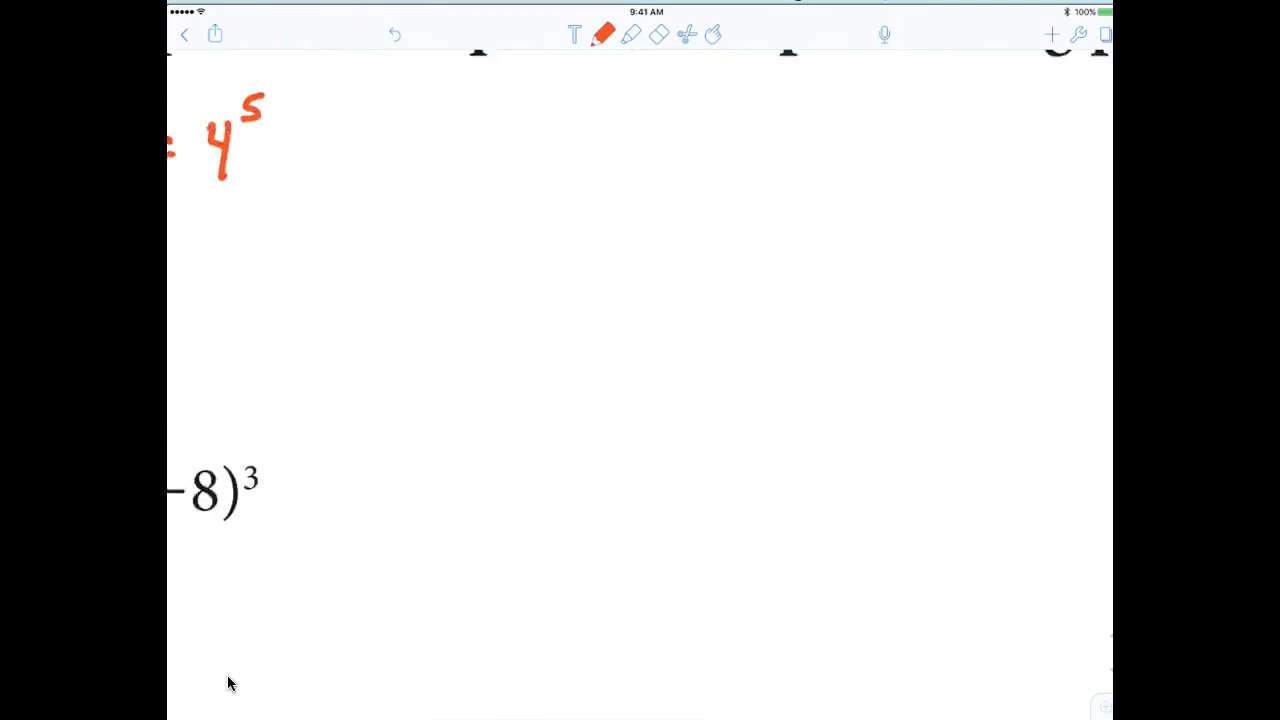 9:41 AM
100%
T
= 4⁵
-8)³